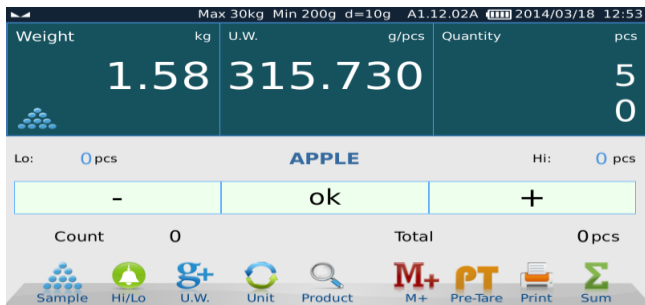 Max 30kg Min 200g d=10g A1.12.02A 2014/03/18 12:53
Weight kg U.W. g/pcs Quantity pcs
1.58 315.730 5
0
Lo: 0 pcs APPLE Hi: 0 pcs
- ok +
Count 0 Total 0 pcs
g+ M+ PT Σ
Sample Hi/Lo U.W. Unit Product M+ Pre-Tare Print Sum